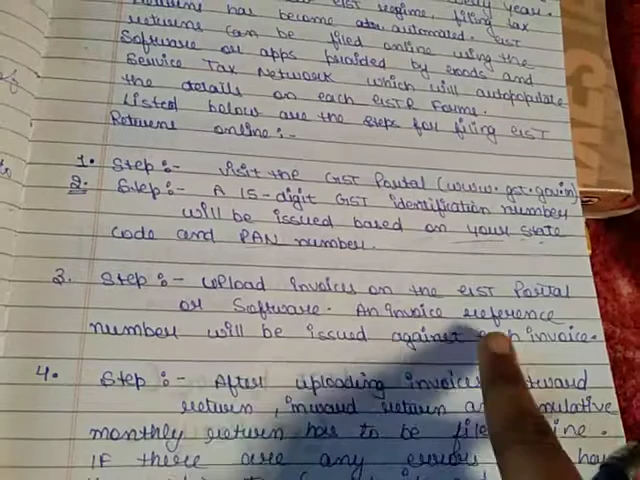 GST regime, filing tax
Returns has become automated. GST
returns can be filed online using the
Software or apps provided by Goods and
Service Tax Network which will autopopulate
the details on each GSTR Forms.
Listed below are the steps for filing GST
Returns online:-
1. Step:- Visit the GST Portal (www.gst.gov.in)
2. Step:- A 15-digit GST identification number
will be issued based on your state
Code and PAN number.
3. Step:- Upload invoices on the GST Portal
or Software. An invoice reference
number will be issued against each invoice.
4. Step:- After uploading invoices,
return, inward return
monthly return has to be
IF there are any errors